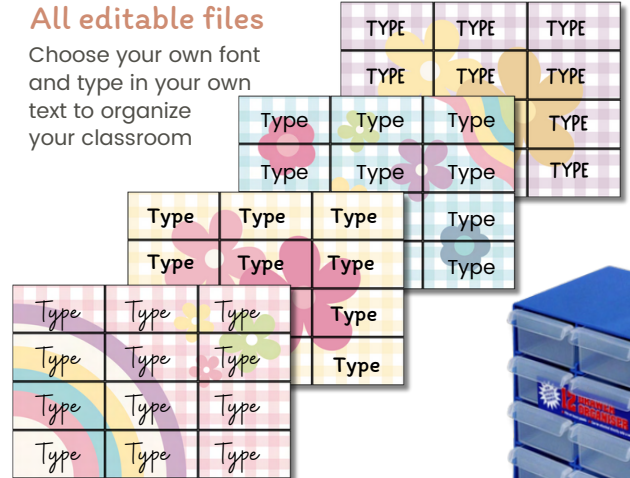 All editable files
Choose your own font
and type in your own
text to organize
your classroom
TYPE TYPE TYPE
TYPE TYPE TYPE
TYPE
TYPE
Type Type Type
Type Type Type
Type
Type
Type Type Type
Type Type Type
Type
Type
Type Type Type
Type Type Type
Type Type Type
Type Type Type
12
ORGANISER